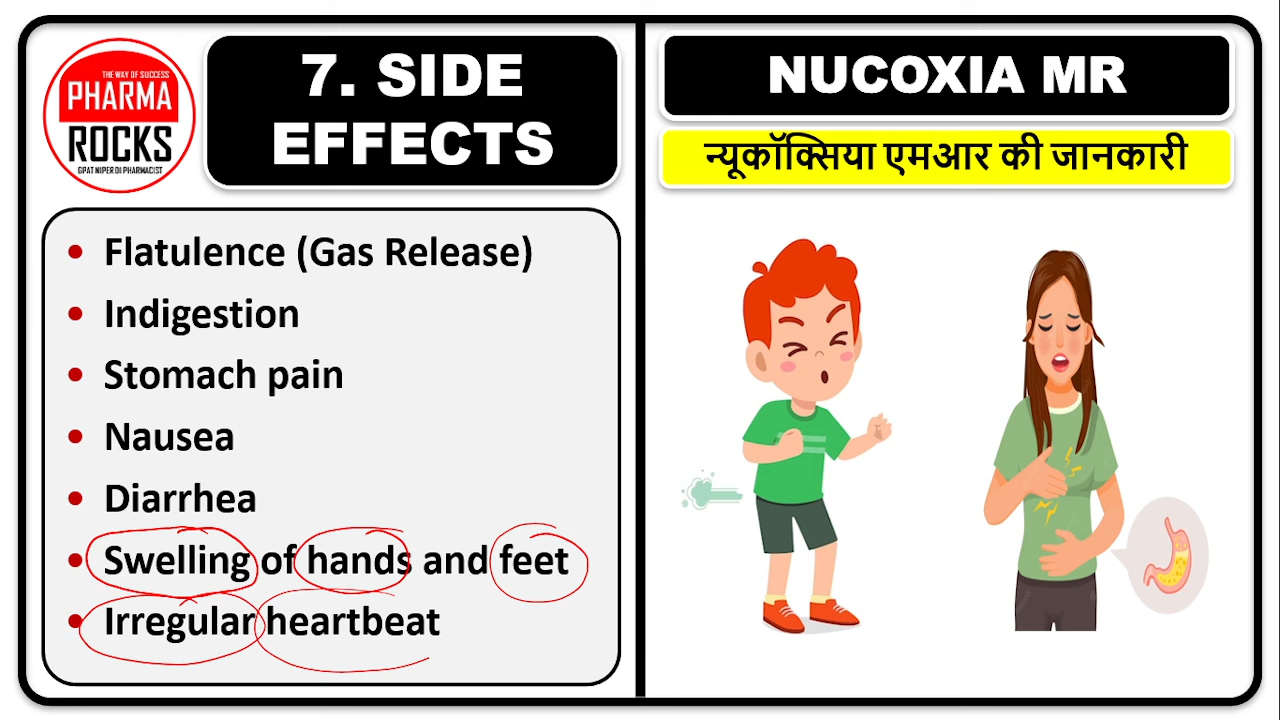 THE WAY OF SUCCESS
PHARMA
ROCKS
GPAT NIPER DI PHARMACIST
7. SIDE
EFFECTS
• Flatulence (Gas Release)
• Indigestion
• Stomach pain
• Nausea
• Diarrhea
• Swelling of hands and feet
• Irregular heartbeat
NUCOXIA MR
न्यूकॉक्सिया एमआर की जानकारी